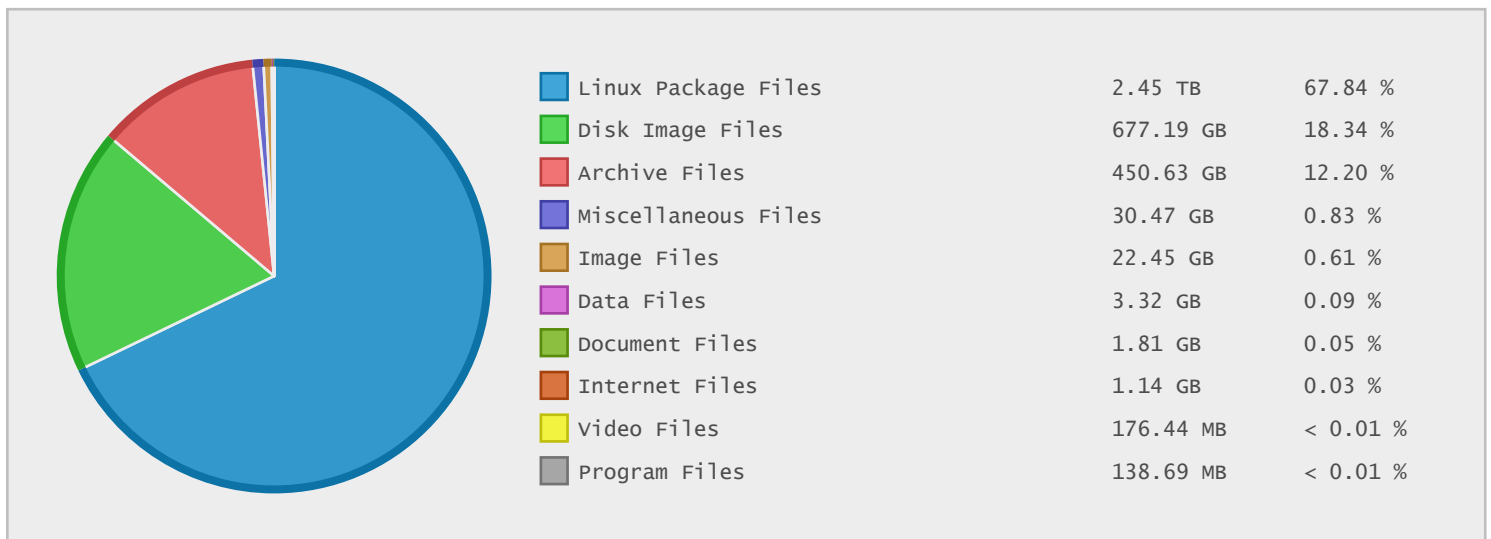 Linux Package Files 2.45 TB 67.84 %
Disk Image Files 677.19 GB 18.34 %
Archive Files 450.63 GB 12.20 %
Miscellaneous Files 30.47 GB 0.83 %
Image Files 22.45 GB 0.61 %
Data Files 3.32 GB 0.09 %
Document Files 1.81 GB 0.05 %
Internet Files 1.14 GB 0.03 %
Video Files 176.44 MB < 0.01 %
Program Files 138.69 MB < 0.01 %